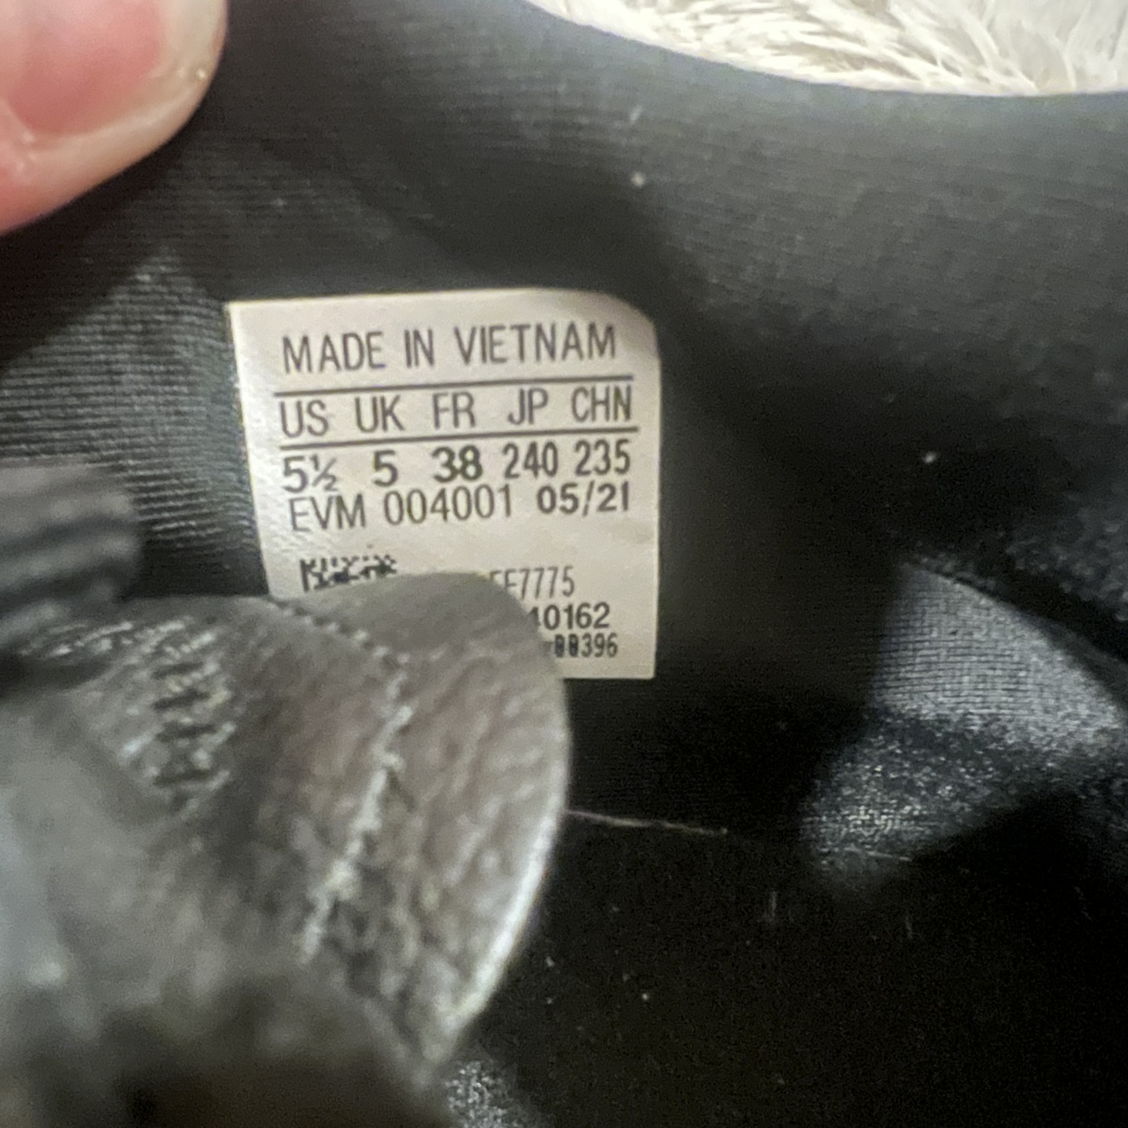 MADE IN VIETNAM
US UK FR JP CHN
5½ 5 38 240 235
EVM 004001 05/21